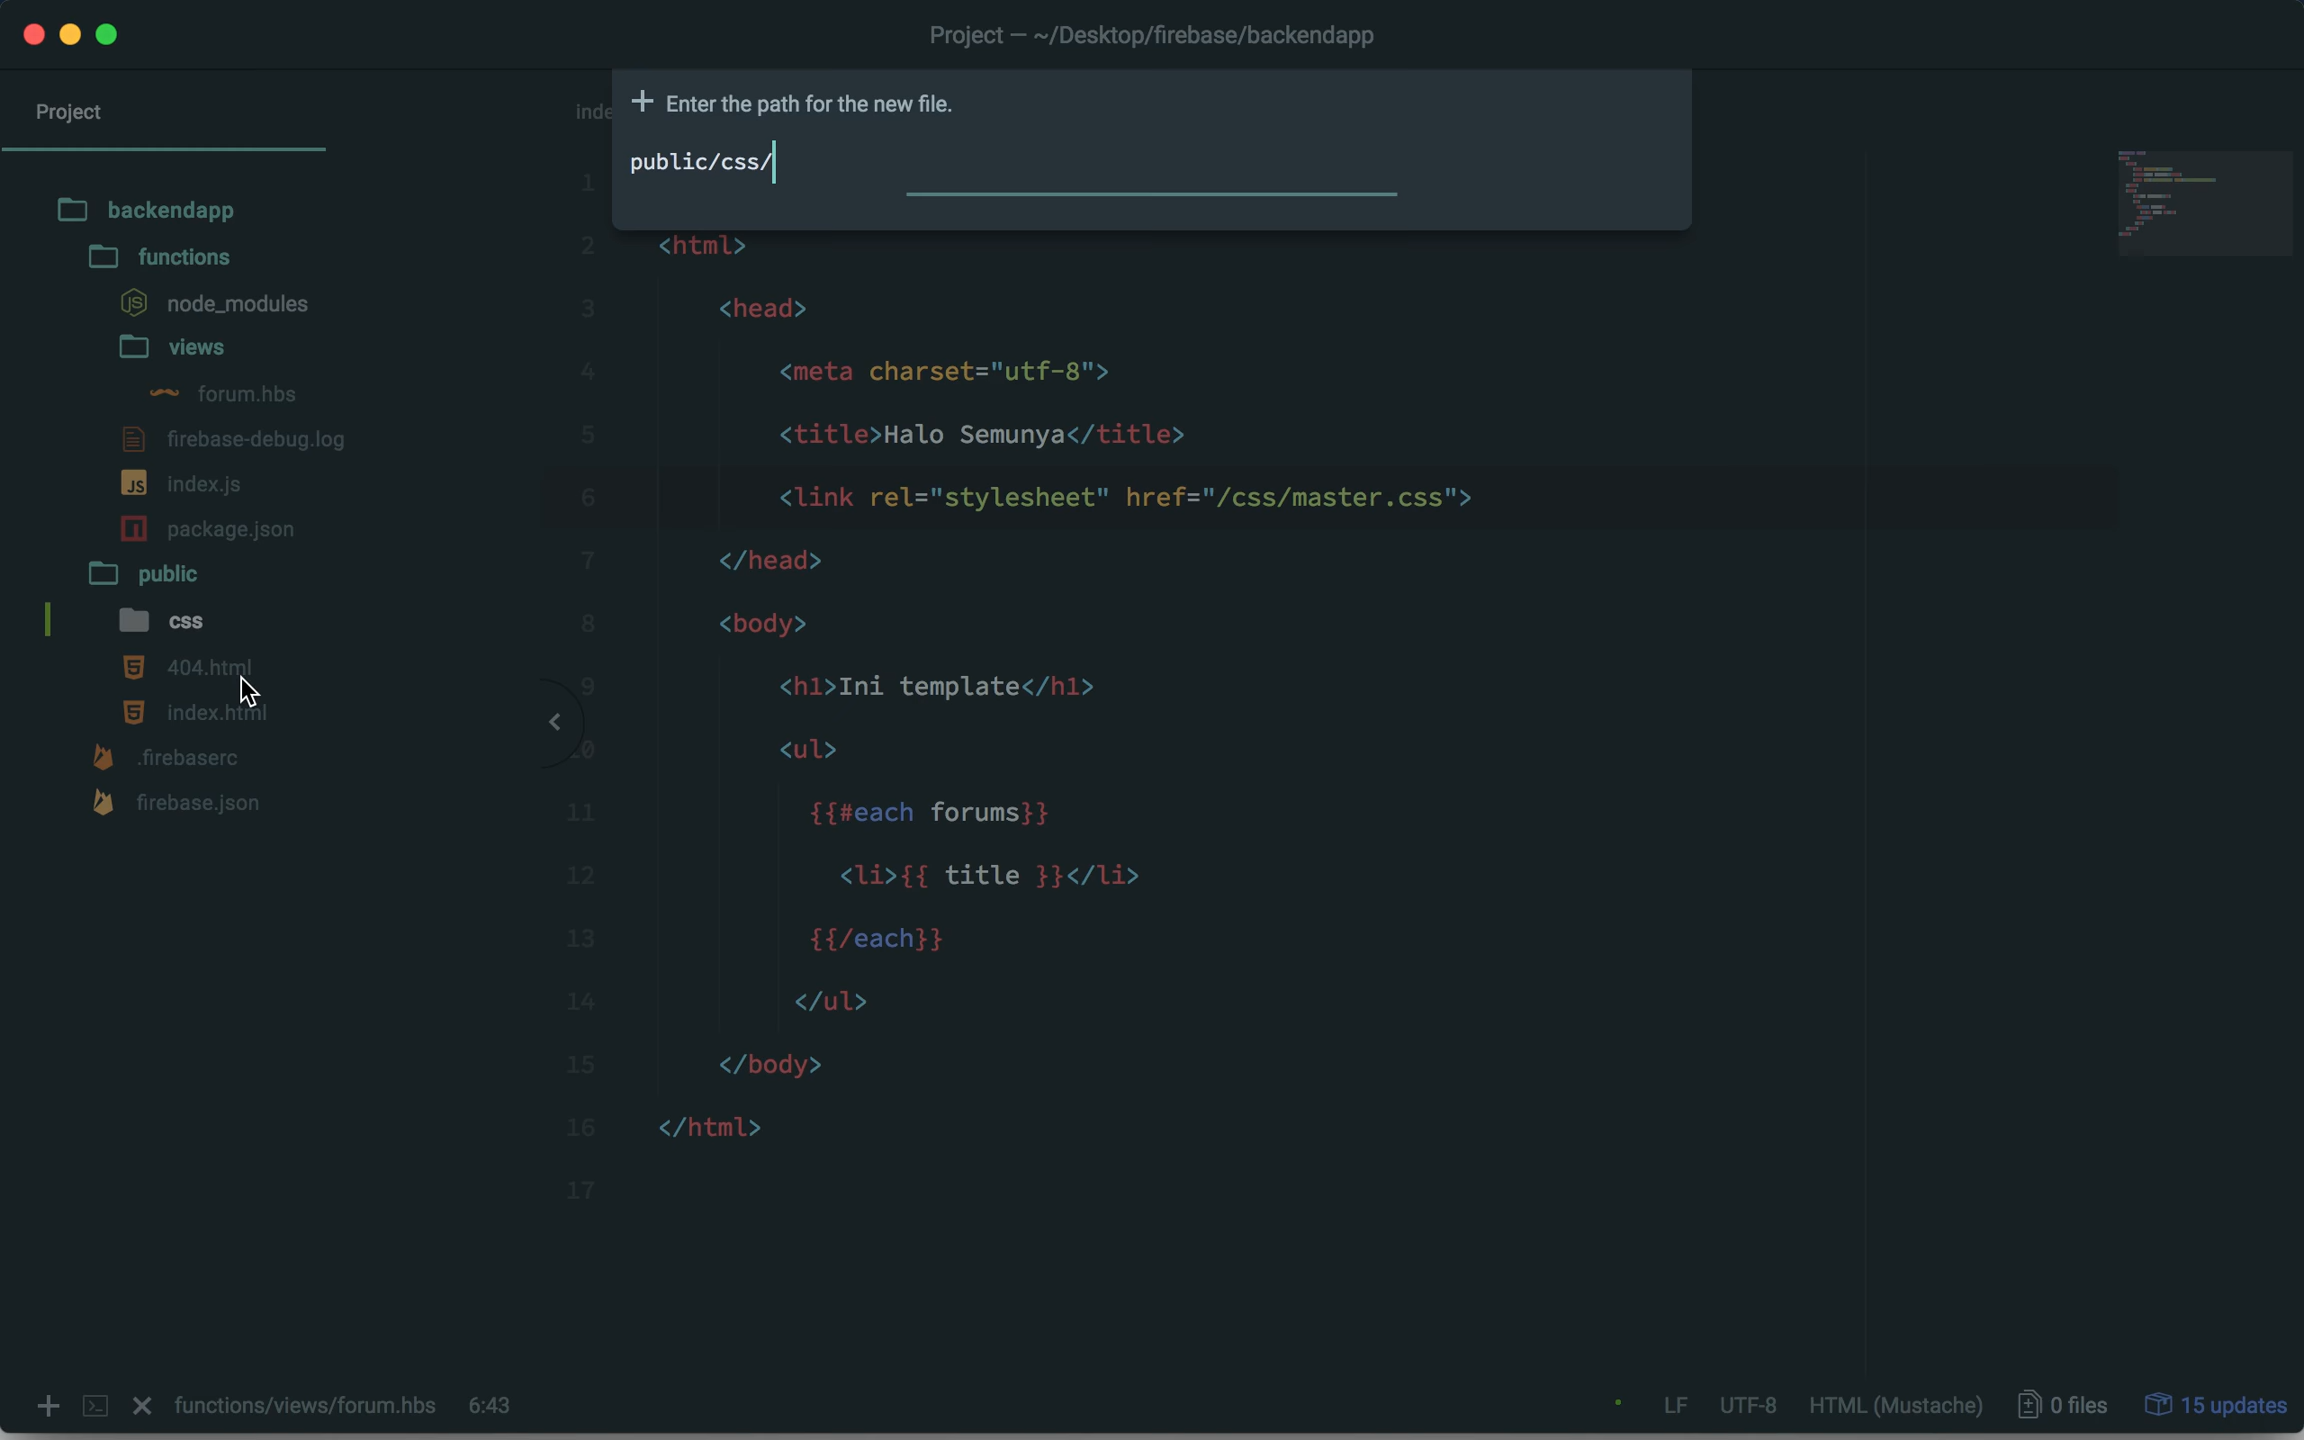 Project — ~/Desktop/firebase/backendapp
Project
inde
Enter the path for the new file.
public/css/
backendapp
functions
node_modules
views
forum.hbs
firebase-debug.log
JS index.js
package.json
public
css
404.html
index.html
.firebaserc
firebase.json
1
2 <html>
3 <head>
4 <meta charset="utf-8">
5 <title>Halo Semunya</title>
6 <link rel="stylesheet" href="/css/master.css">
7 </head>
8 <body>
9 <h1>Ini template</h1>
10 <ul>
11 {{#each forums}}
12 <li>{{ title }}</li>
13 {{/each}}
14 </ul>
15 </body>
16 </html>
17
functions/views/forum.hbs 6:43
LF UTF-8 HTML (Mustache) 0 files 15 updates